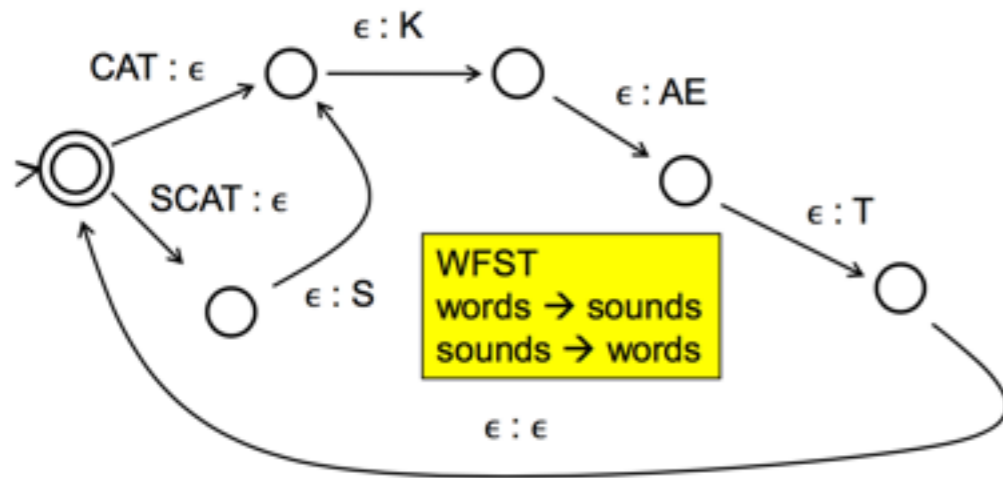 ϵ : K
CAT : ϵ
ϵ : AE
SCAT : ϵ
ϵ : T
ϵ : S
WFST
words → sounds
sounds → words
ϵ : ϵ